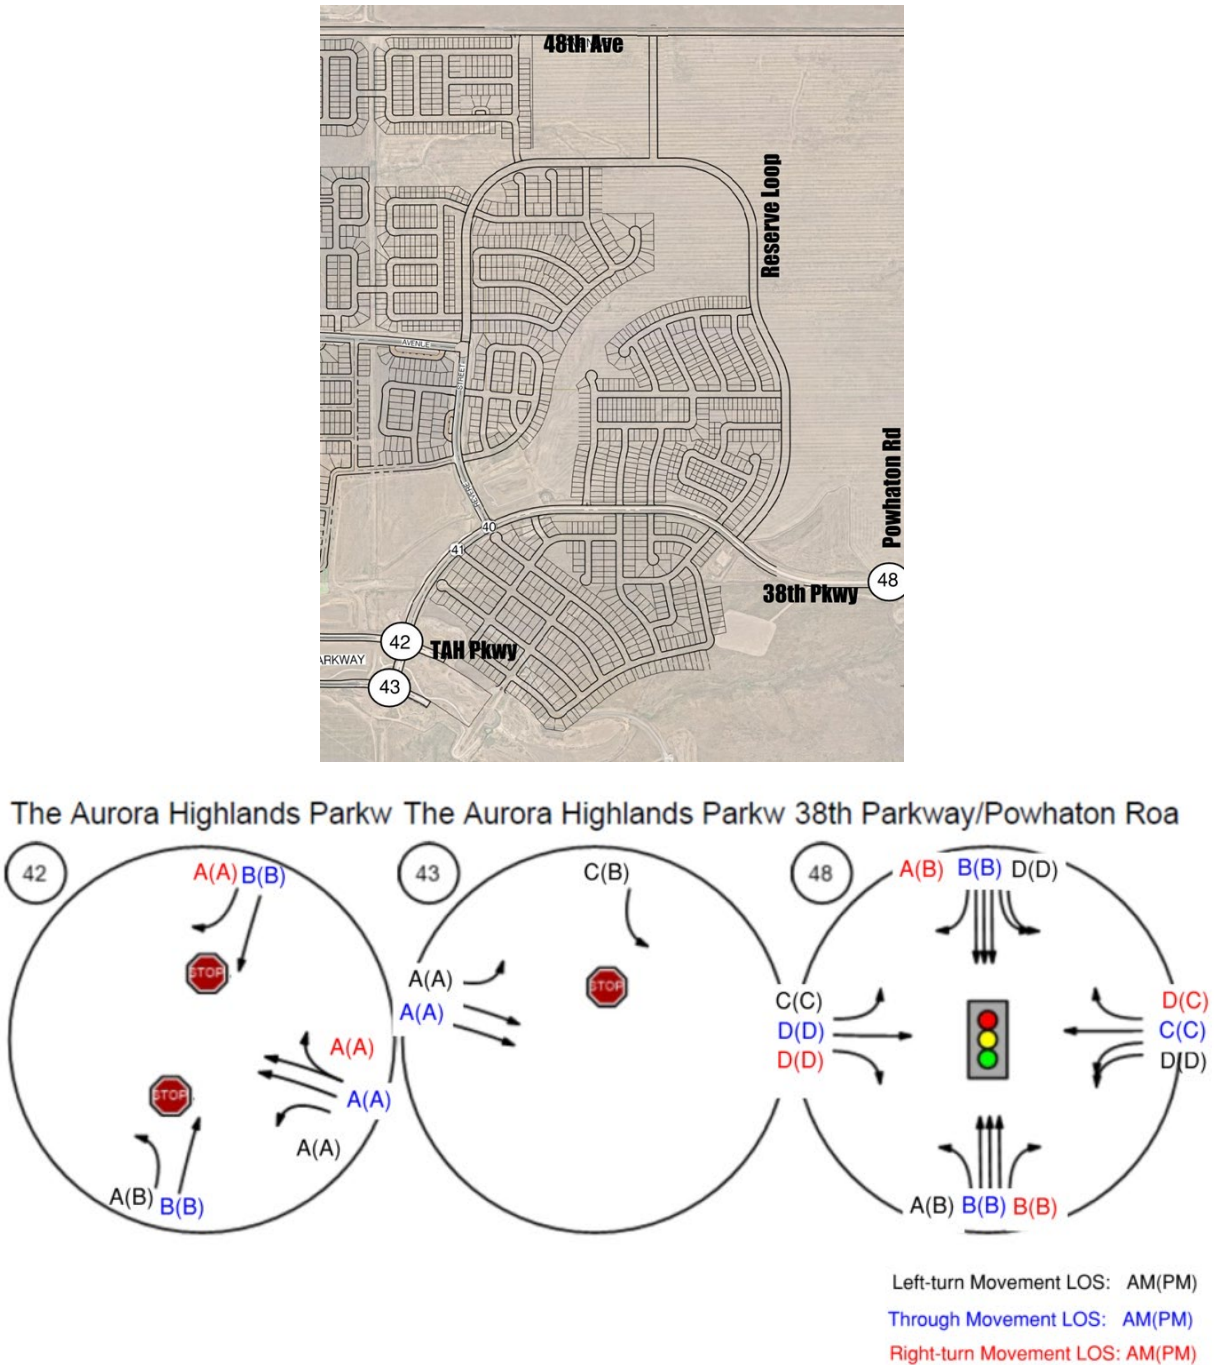 48th Ave
Reserve Loop
AVENUE
STREET
Powhaton Rd
40
41
48
38th Pkwy
42
TAH Pkwy
ARKWAY
43
The Aurora Highlands Parkw The Aurora Highlands Parkw 38th Parkway/Powhaton Roa
42
A(A) B(B)
STOP
A(A)
STOP
A(A)
A(A)
A(B) B(B)
43
C(B)
A(A)
A(A)
STOP
48
A(B) B(B) D(D)
C(C)
D(D)
D(D)
D(C)
C(C)
D(D)
A(B) B(B) B(B)
Left-turn Movement LOS: AM(PM)
Through Movement LOS: AM(PM)
Right-turn Movement LOS: AM(PM)